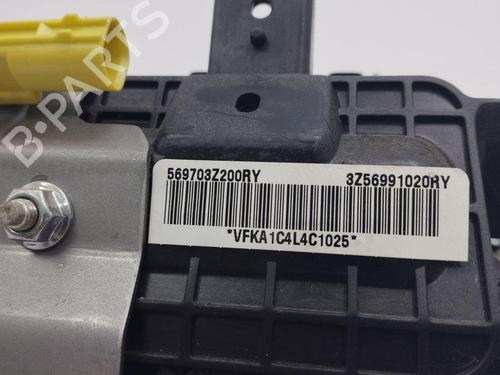 B-PARTS
569703Z200RY 3Z56991020RY
*VFKA1C4L4C1025*